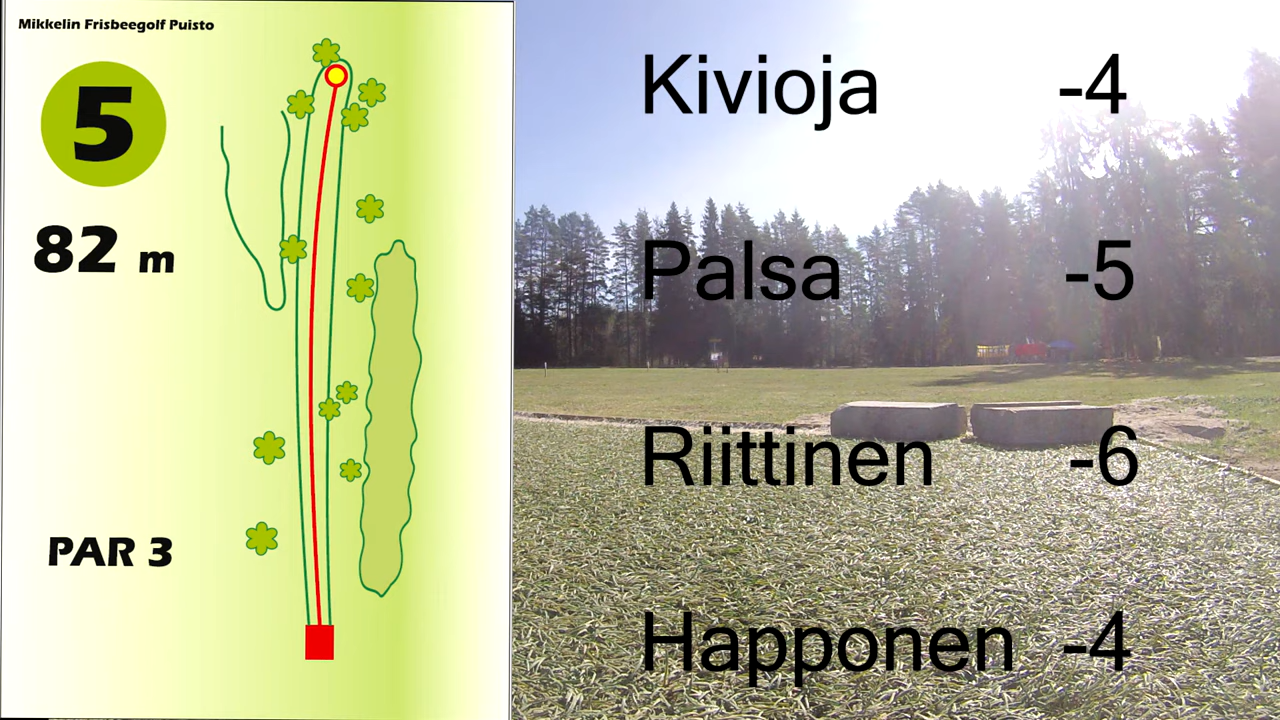 Mikkelin Frisbeegolf Puisto
5
82 m
PAR 3
Kivioja -4
Palsa -5
Riittinen -6
Happonen -4